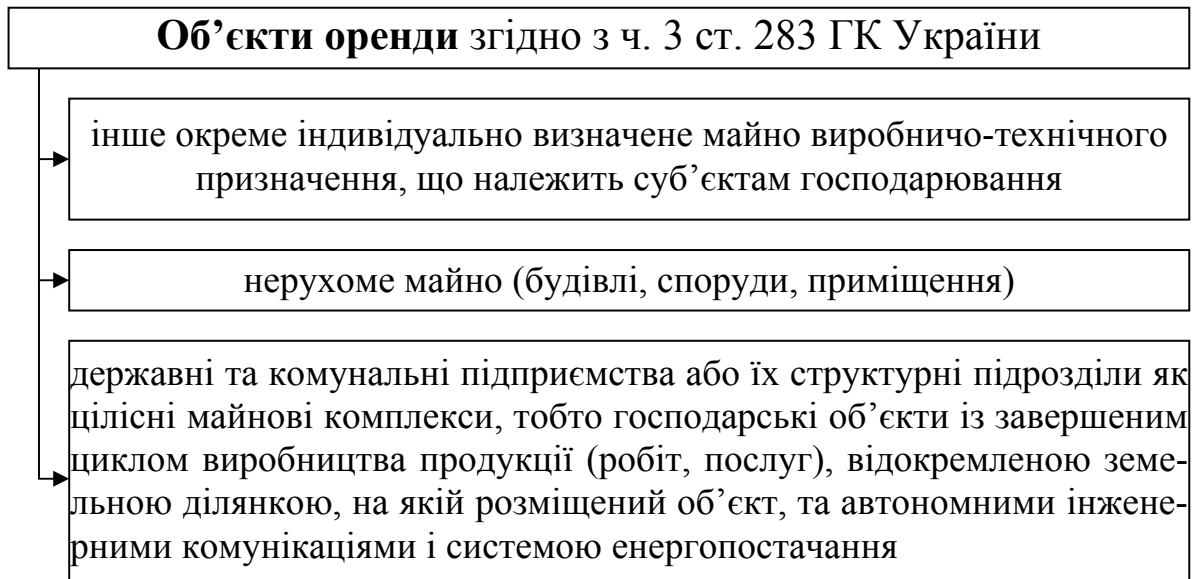 Об’єкти оренди згідно з ч. 3 ст. 283 ГК України
інше окреме індивідуально визначене майно виробничо-технічного
призначення, що належить суб’єктам господарювання
нерухоме майно (будівлі, споруди, приміщення)
державні та комунальні підприємства або їх структурні підрозділи як
цілісні майнові комплекси, тобто господарські об’єкти із завершеним
циклом виробництва продукції (робіт, послуг), відокремленою земе-
льною ділянкою, на якій розміщений об’єкт, та автономними інжене-
рними комунікаціями і системою енергопостачання